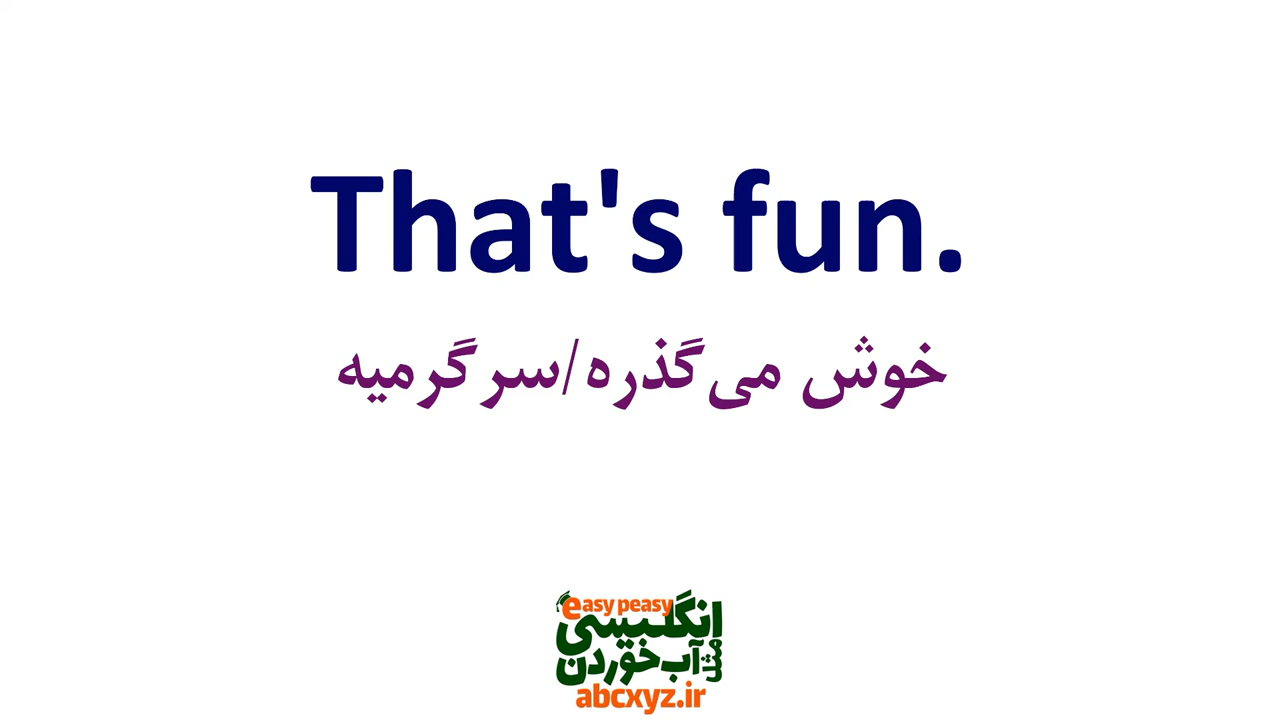 That's fun.
خوش می‌گذره/سرگرمیه
easy peasy
انگلیسی
مثل آب خوردن
abcxyz.ir